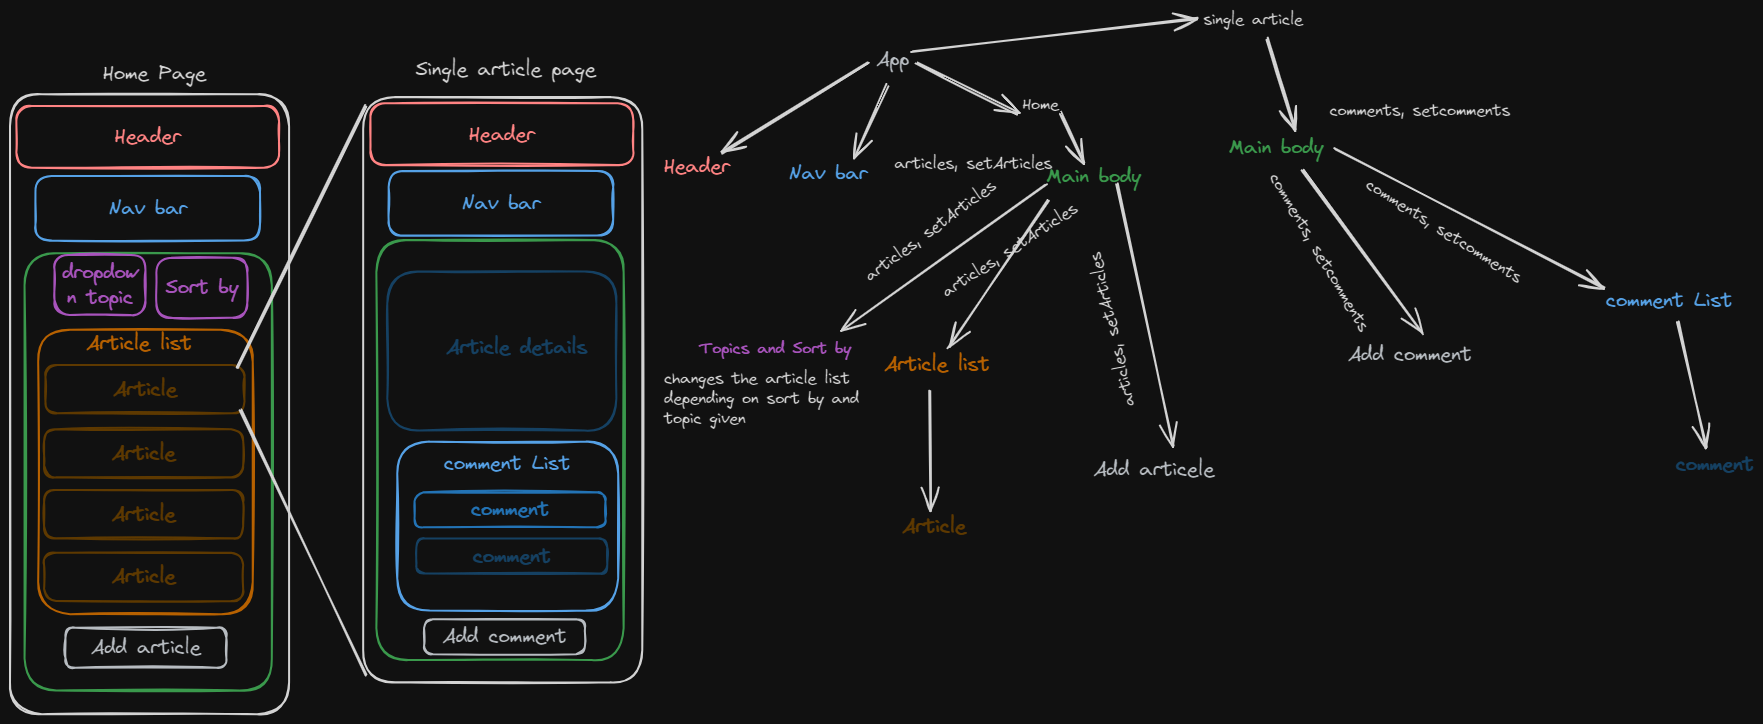 Home Page
Header
Nav bar
dropdow
n topic
Sort by
Article list
Article
Article
Article
Article
Add article
Single article page
Header
Nav bar
Article details
comment List
comment
comment
Add comment
App
single article
Home
Header
Nav bar
articles, setArticles
Main body
articles, setArticles
articles, setArticles
articles, setArticles
Topics and Sort by
changes the article list
depending on sort by and
topic given
Article list
Article
Add articele
comments, setcomments
Main body
comments, setcomments
comments, setcomments
Add comment
comment List
comment